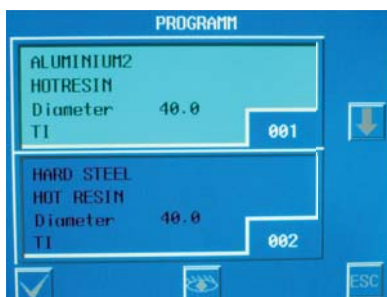 PROGRAMM
ALUMINIUM2
HOTRESIN
Diameter 40.0
TI
001
HARD STEEL
HOT RESIN
Diameter 40.0
TI
002
ESC